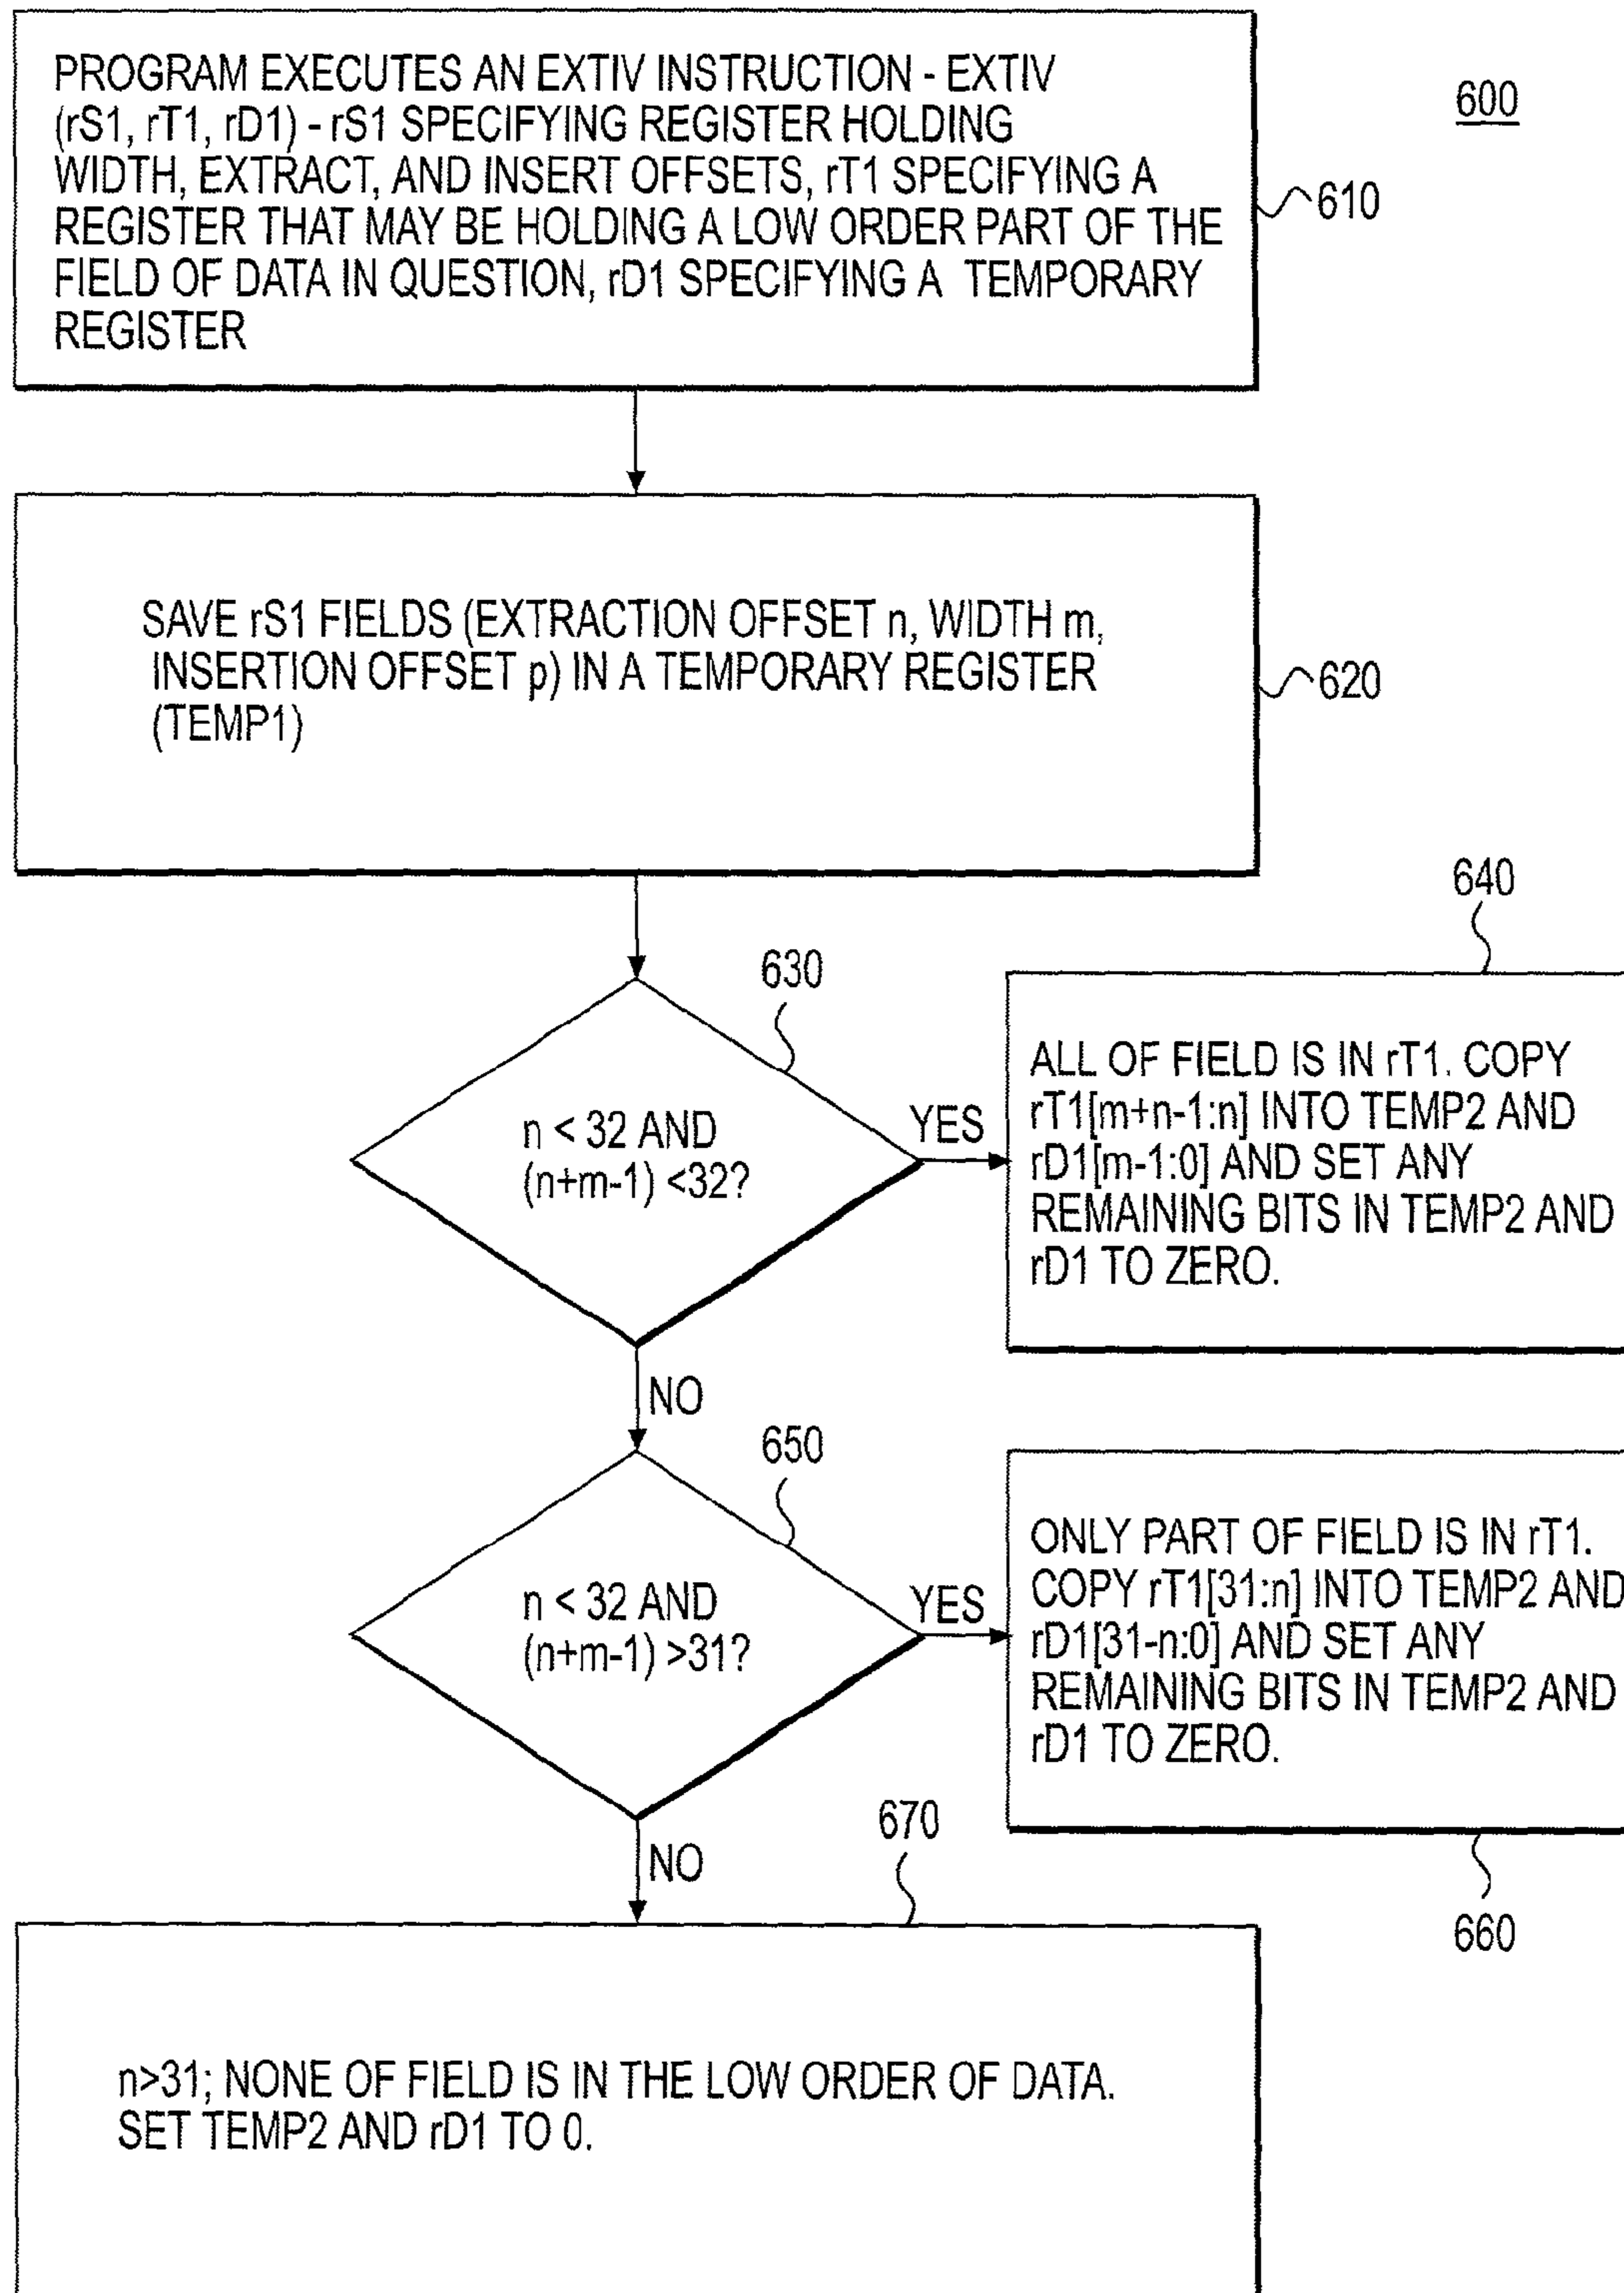 PROGRAM EXECUTES AN EXTIV INSTRUCTION - EXTIV
(rS1, rT1, rD1) - rS1 SPECIFYING REGISTER HOLDING
WIDTH, EXTRACT, AND INSERT OFFSETS, rT1 SPECIFYING A
REGISTER THAT MAY BE HOLDING A LOW ORDER PART OF THE
FIELD OF DATA IN QUESTION, rD1 SPECIFYING A TEMPORARY
REGISTER
600
610
SAVE rS1 FIELDS (EXTRACTION OFFSET n, WIDTH m,
INSERTION OFFSET p) IN A TEMPORARY REGISTER
(TEMP1)
620
630
n < 32 AND
(n+m-1) <32?
YES
640
ALL OF FIELD IS IN rT1. COPY
rT1[m+n-1:n] INTO TEMP2 AND
rD1[m-1:0] AND SET ANY
REMAINING BITS IN TEMP2 AND
rD1 TO ZERO.
NO
650
n < 32 AND
(n+m-1) >31?
YES
ONLY PART OF FIELD IS IN rT1.
COPY rT1[31:n] INTO TEMP2 AND
rD1[31-n:0] AND SET ANY
REMAINING BITS IN TEMP2 AND
rD1 TO ZERO.
660
NO
670
n>31; NONE OF FIELD IS IN THE LOW ORDER OF DATA.
SET TEMP2 AND rD1 TO 0.